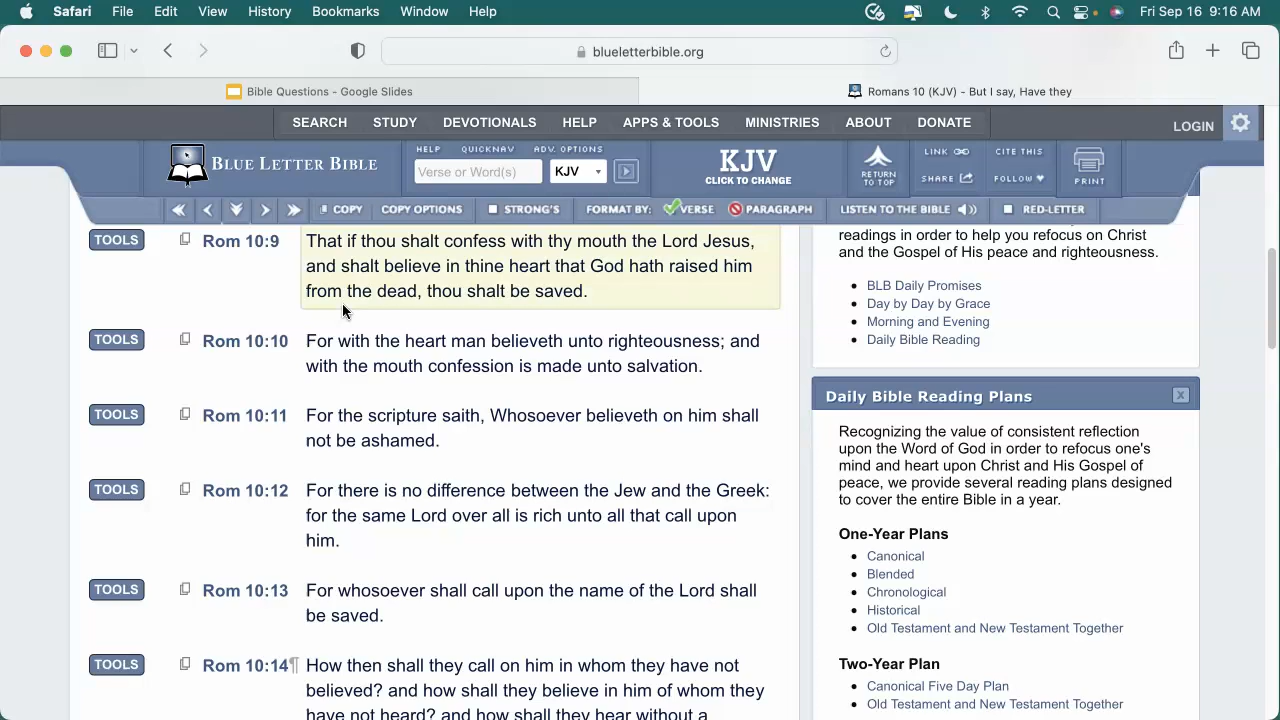 Safari File Edit View History Bookmarks Window Help Fri Sep 16 9:16 AM
blueletterbible.org
Bible Questions - Google Slides
Romans 10 (KJV) - But I say, Have they
SEARCH STUDY DEVOTIONALS HELP APPS & TOOLS MINISTRIES ABOUT DONATE LOGIN
BLUE LETTER BIBLE
HELP QUICKNAV ADV. OPTIONS
Verse or Word(s) KJV
KJV
CLICK TO CHANGE
RETURN
TO TOP
LINK CITE THIS
SHARE FOLLOW
PRINT
COPY COPY OPTIONS STRONG'S FORMAT BY: VERSE PARAGRAPH LISTEN TO THE BIBLE RED-LETTER
TOOLS Rom 10:9 That if thou shalt confess with thy mouth the Lord Jesus,
and shalt believe in thine heart that God hath raised him
from the dead, thou shalt be saved.
TOOLS Rom 10:10 For with the heart man believeth unto righteousness; and
with the mouth confession is made unto salvation.
TOOLS Rom 10:11 For the scripture saith, Whosoever believeth on him shall
not be ashamed.
TOOLS Rom 10:12 For there is no difference between the Jew and the Greek:
for the same Lord over all is rich unto all that call upon
him.
TOOLS Rom 10:13 For whosoever shall call upon the name of the Lord shall
be saved.
TOOLS Rom 10:14¶ How then shall they call on him in whom they have not
believed? and how shall they believe in him of whom they
have not heard? and how shall they hear without a
readings in order to help you refocus on Christ
and the Gospel of His peace and righteousness.
• BLB Daily Promises
• Day by Day by Grace
• Morning and Evening
• Daily Bible Reading
Daily Bible Reading Plans x
Recognizing the value of consistent reflection
upon the Word of God in order to refocus one's
mind and heart upon Christ and His Gospel of
peace, we provide several reading plans designed
to cover the entire Bible in a year.
One-Year Plans
• Canonical
• Blended
• Chronological
• Historical
• Old Testament and New Testament Together
Two-Year Plan
• Canonical Five Day Plan
• Old Testament and New Testament Together